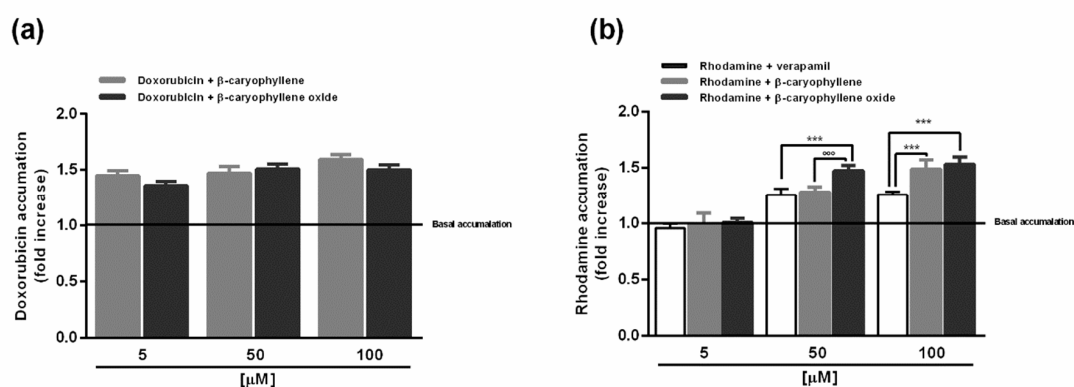 (a)
Doxorubicin + β-caryophyllene
Doxorubicin + β-caryophyllene oxide
Doxorubicin accumation
(fold increase)
2.0
1.5
1.0
0.5
0.0
Basal accumalation
5 50 100
[μM]
(b)
Rhodamine + verapamil
Rhodamine + β-caryophyllene
Rhodamine + β-caryophyllene oxide
Rhodamine accumation
(fold increase)
2.0
1.5
1.0
0.5
0.0
***
°°°
***
***
Basal accumalation
5 50 100
[μM]